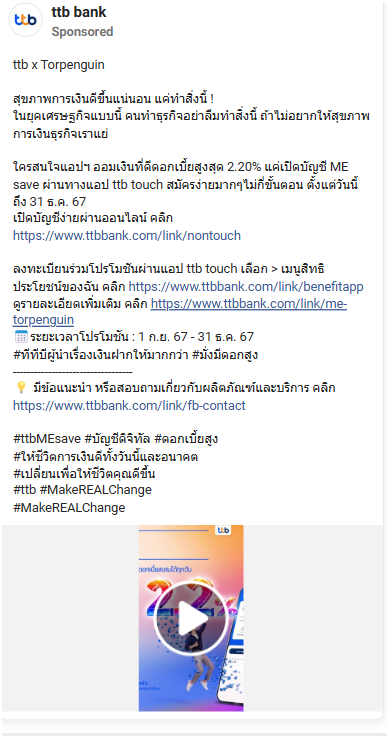 ttb
ttb bank
Sponsored
ttb x Torpenguin
สุขภาพการเงินดีขึ้นแน่นอน แค่ทำสิ่งนี้ !
ในยุคเศรษฐกิจแบบนี้ คนทำธุรกิจอย่าลืมทำสิ่งนี้ ถ้าไม่อยากให้สุขภาพ
การเงินธุรกิจเราแย่
ใครสนใจแอปฯ ออมเงินที่ดีดอกเบี้ยสูงสุด 2.20% แค่เปิดบัญชี ME
save ผ่านทางแอป ttb touch สมัครง่ายมากๆไม่กี่ขั้นตอน ตั้งแต่วันนี้
ถึง 31 ธ.ค. 67
เปิดบัญชีง่ายผ่านออนไลน์ คลิก
https://www.ttbbank.com/link/nontouch
ลงทะเบียนร่วมโปรโมชันผ่านแอป ttb touch เลือก > เมนูสิทธิ
ประโยชน์ของฉัน คลิก https://www.ttbbank.com/link/benefitapp
ดูรายละเอียดเพิ่มเติม คลิก https://www.ttbbank.com/link/me-
torpenguin
ระยะเวลาโปรโมชัน : 1 ก.ย. 67 - 31 ธ.ค. 67
#ทีทีบีผู้นำเรื่องเงินฝากให้มากกว่า #มั่งมีดอกสูง
----------------------------------
มีข้อแนะนำ หรือสอบถามเกี่ยวกับผลิตภัณฑ์และบริการ คลิก
https://www.ttbbank.com/link/fb-contact
#ttbMEsave #บัญชีดิจิทัล #ดอกเบี้ยสูง
#ให้ชีวิตการเงินดีทั้งวันนี้และอนาคต
#เปลี่ยนเพื่อให้ชีวิตคุณดีขึ้น
#ttb #MakeREALChange
#MakeREALChange
ttb
ดอกเบี้ยสะสมได้ทุกวัน
2.2